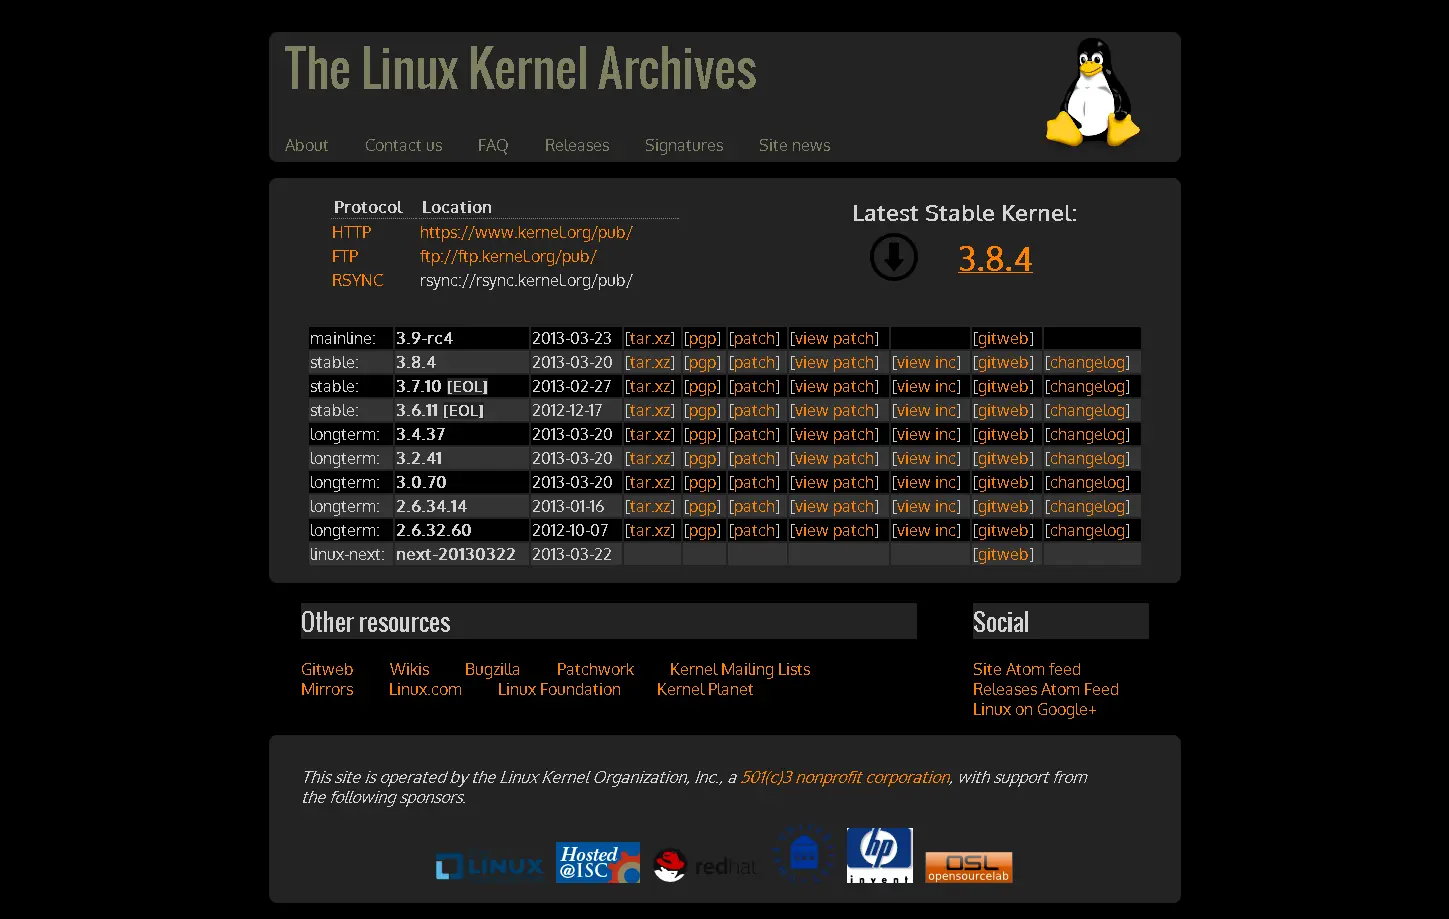 The Linux Kernel Archives
About Contact us FAQ Releases Signatures Site news
Protocol Location
HTTP https://www.kernel.org/pub/
FTP ftp://ftp.kernel.org/pub/
RSYNC rsync://rsync.kernel.org/pub/
Latest Stable Kernel:
3.8.4
mainline: 3.9-rc4 2013-03-23 [tar.xz] [pgp] [patch] [view patch] [gitweb]
stable: 3.8.4 2013-03-20 [tar.xz] [pgp] [patch] [view patch] [view inc] [gitweb] [changelog]
stable: 3.7.10 [EOL] 2013-02-27 [tar.xz] [pgp] [patch] [view patch] [view inc] [gitweb] [changelog]
stable: 3.6.11 [EOL] 2012-12-17 [tar.xz] [pgp] [patch] [view patch] [view inc] [gitweb] [changelog]
longterm: 3.4.37 2013-03-20 [tar.xz] [pgp] [patch] [view patch] [view inc] [gitweb] [changelog]
longterm: 3.2.41 2013-03-20 [tar.xz] [pgp] [patch] [view patch] [view inc] [gitweb] [changelog]
longterm: 3.0.70 2013-03-20 [tar.xz] [pgp] [patch] [view patch] [view inc] [gitweb] [changelog]
longterm: 2.6.34.14 2013-01-16 [tar.xz] [pgp] [patch] [view patch] [view inc] [gitweb] [changelog]
longterm: 2.6.32.60 2012-10-07 [tar.xz] [pgp] [patch] [view patch] [view inc] [gitweb] [changelog]
linux-next: next-20130322 2013-03-22 [gitweb]
Other resources
Gitweb Wikis Bugzilla Patchwork Kernel Mailing Lists
Mirrors Linux.com Linux Foundation Kernel Planet
Social
Site Atom feed
Releases Atom Feed
Linux on Google+
This site is operated by the Linux Kernel Organization, Inc., a 501(c)3 nonprofit corporation, with support from
the following sponsors.
LINUX
Hosted
@ISC
redhat
hp
invent
OSL
opensourcelab